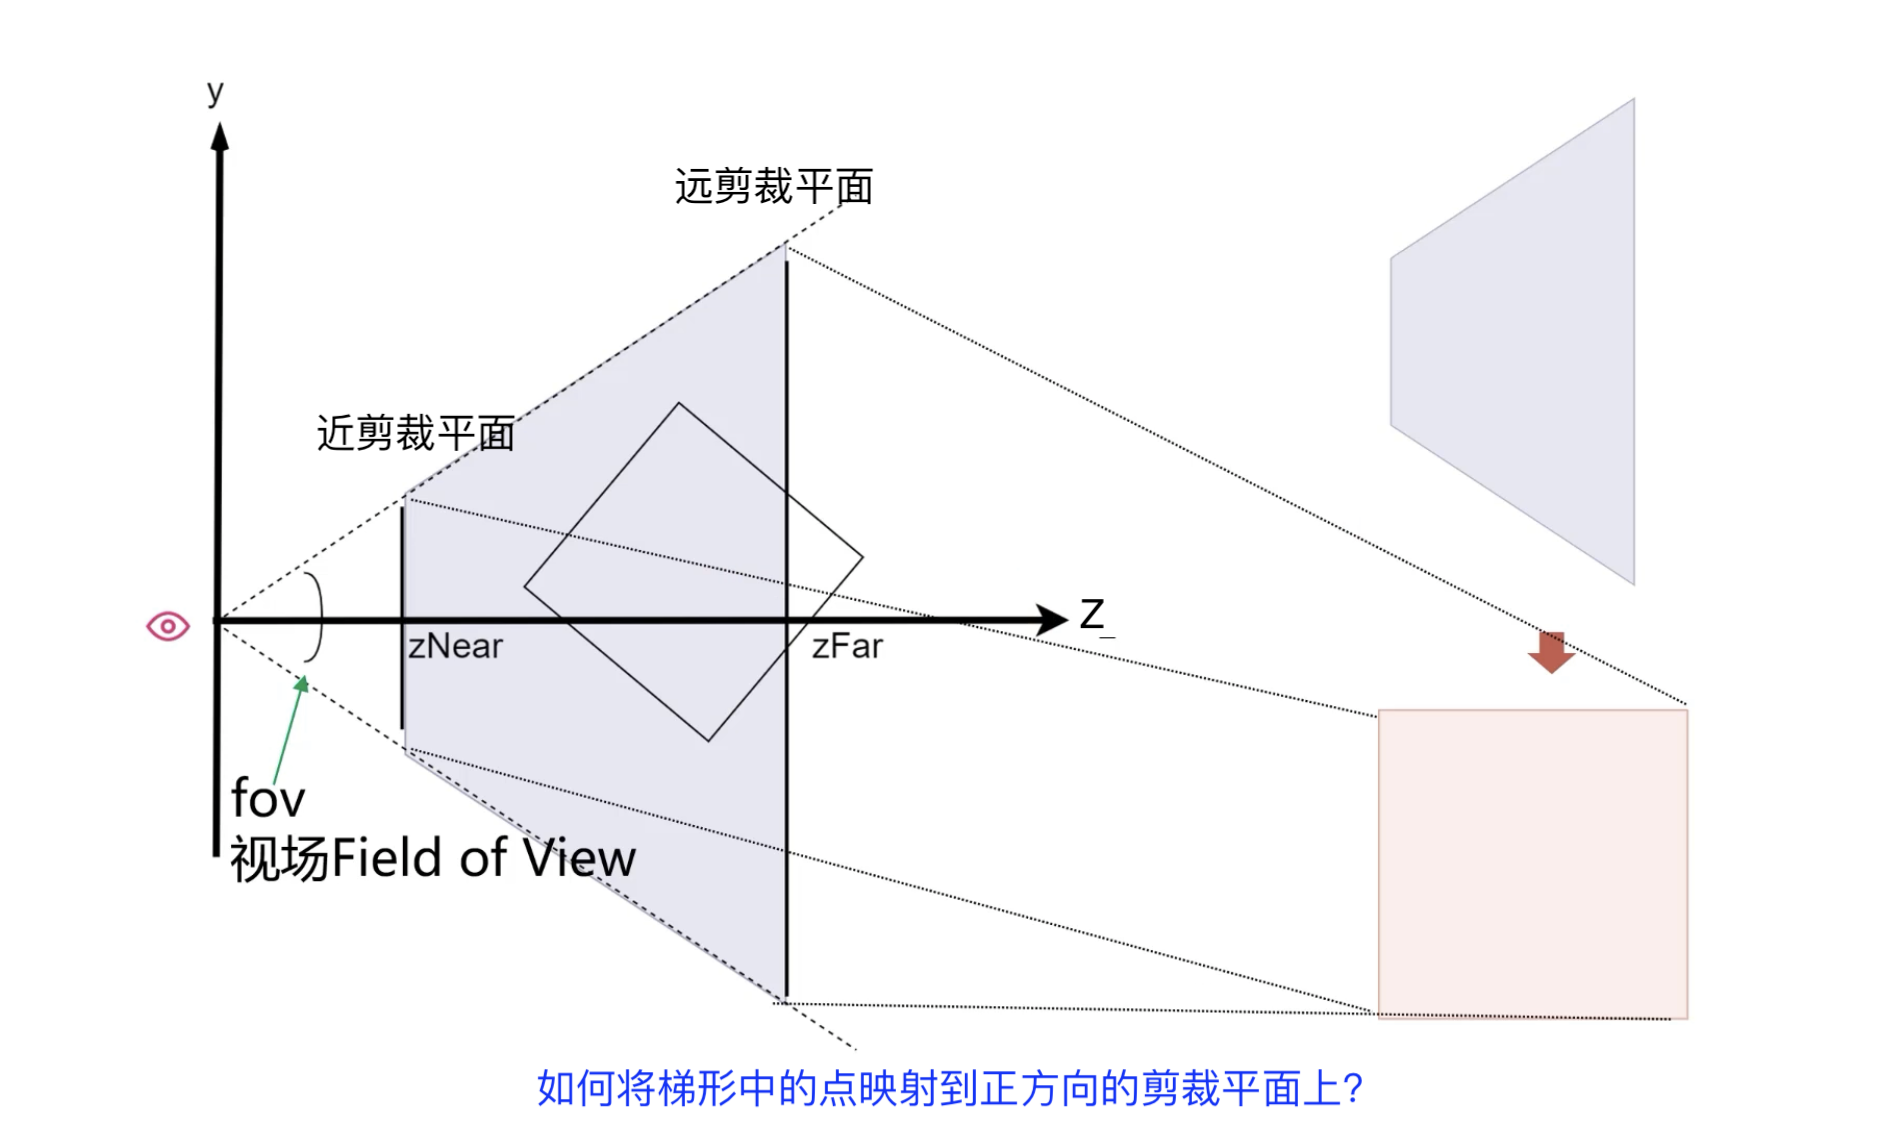 y
远剪裁平面
近剪裁平面
Z_
zNear
zFar
fov
视场Field of View
如何将梯形中的点映射到正方向的剪裁平面上?